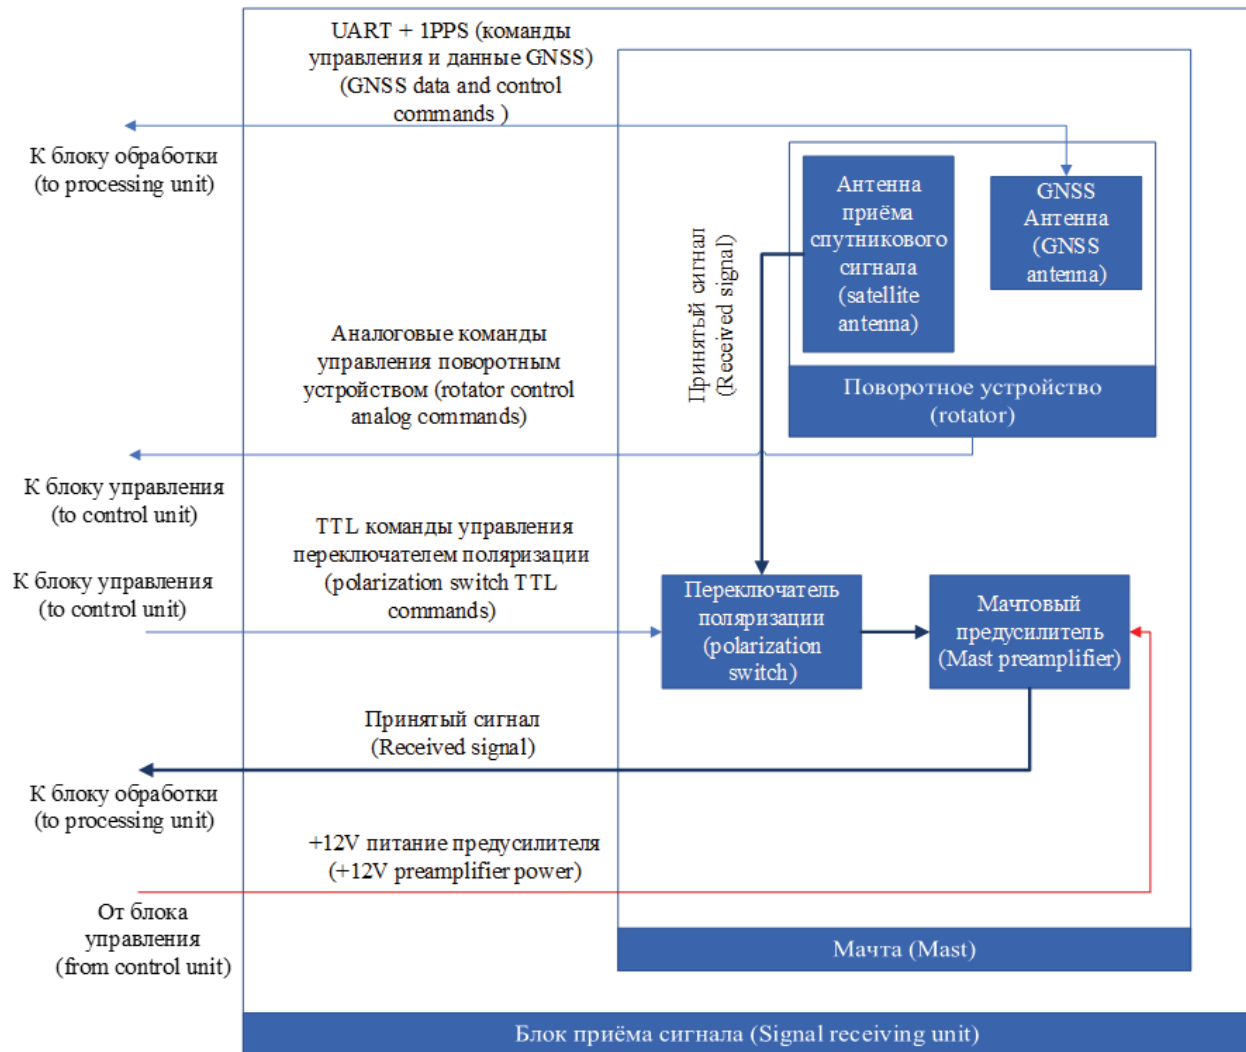 UART + 1PPS (команды
управления и данные GNSS)
(GNSS data and control
commands )
К блоку обработки
(to processing unit)
Антенна
приёма
спутникового
сигнала
(satellite
antenna)
GNSS
Антенна
(GNSS
antenna)
Принятый сигнал
(Received signal)
Поворотное устройство
(rotator)
Аналоговые команды
управления поворотным
устройством (rotator control
analog commands)
К блоку управления
(to control unit)
TTL команды управления
переключателем поляризации
(polarization switch TTL
commands)
К блоку управления
(to control unit)
Переключатель
поляризации
(polarization
switch)
Мачтовый
предусилитель
(Mast preamplifier)
Принятый сигнал
(Received signal)
К блоку обработки
(to processing unit)
+12V питание предусилителя
(+12V preamplifier power)
От блока
управления
(from control unit)
Мачта (Mast)
Блок приёма сигнала (Signal receiving unit)